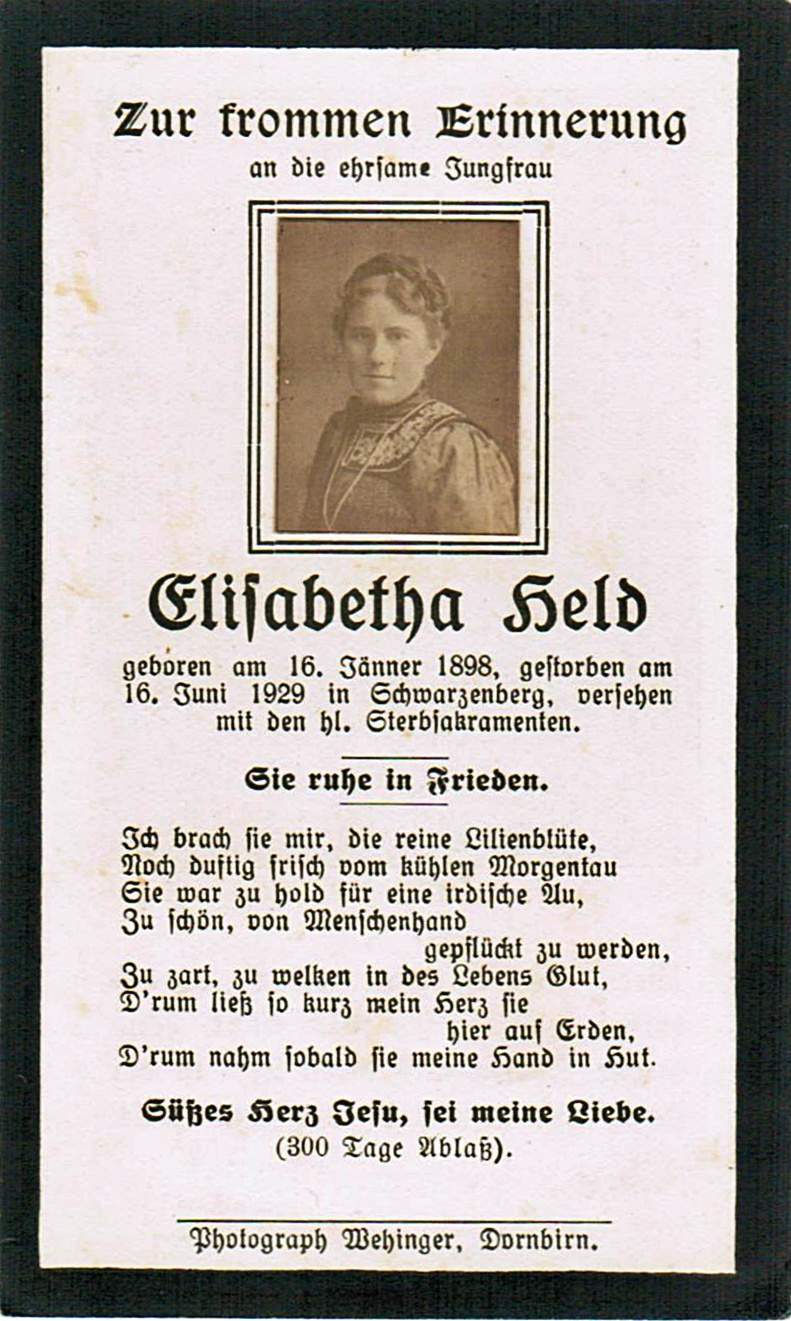 Zur frommen Erinnerung
an die ehrsame Jungfrau
Elisabetha Held
geboren am 16. Jänner 1898, gestorben am
16. Juni 1929 in Schwarzenberg, versehen
mit den hl. Sterbsakramenten.
Sie ruhe in Frieden.
Ich brach sie mir, die reine Lilienblüte,
Noch duftig frisch vom kühlen Morgentau
Sie war zu hold für eine irdische Au,
Zu schön, von Menschenhand
gepflückt zu werden,
Zu zart, zu welken in des Lebens Glut,
D'rum ließ so kurz mein Herz sie
hier auf Erden,
D'rum nahm sobald sie meine Hand in Hut.
Süßes Herz Jesu, sei meine Liebe.
(300 Tage Ablaß).
Photograph Wehinger, Dornbirn.